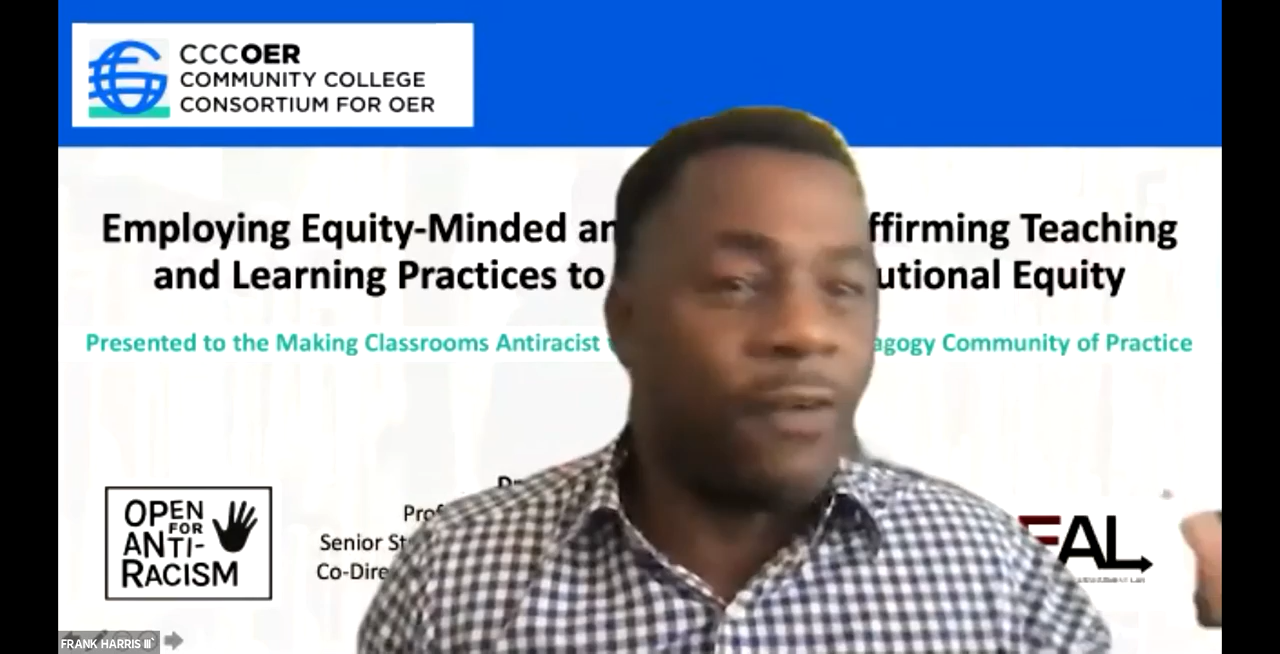 CCCOER
COMMUNITY COLLEGE
CONSORTIUM FOR OER
Employing Equity-Minded an ffirming Teaching
and Learning Practices to utional Equity
Presented to the Making Classrooms Antiracist agogy Community of Practice
Prof
Senior St
Co-Dire
OPEN
FOR
ANTI-
RACISM
EAL
FRANK HARRIS III